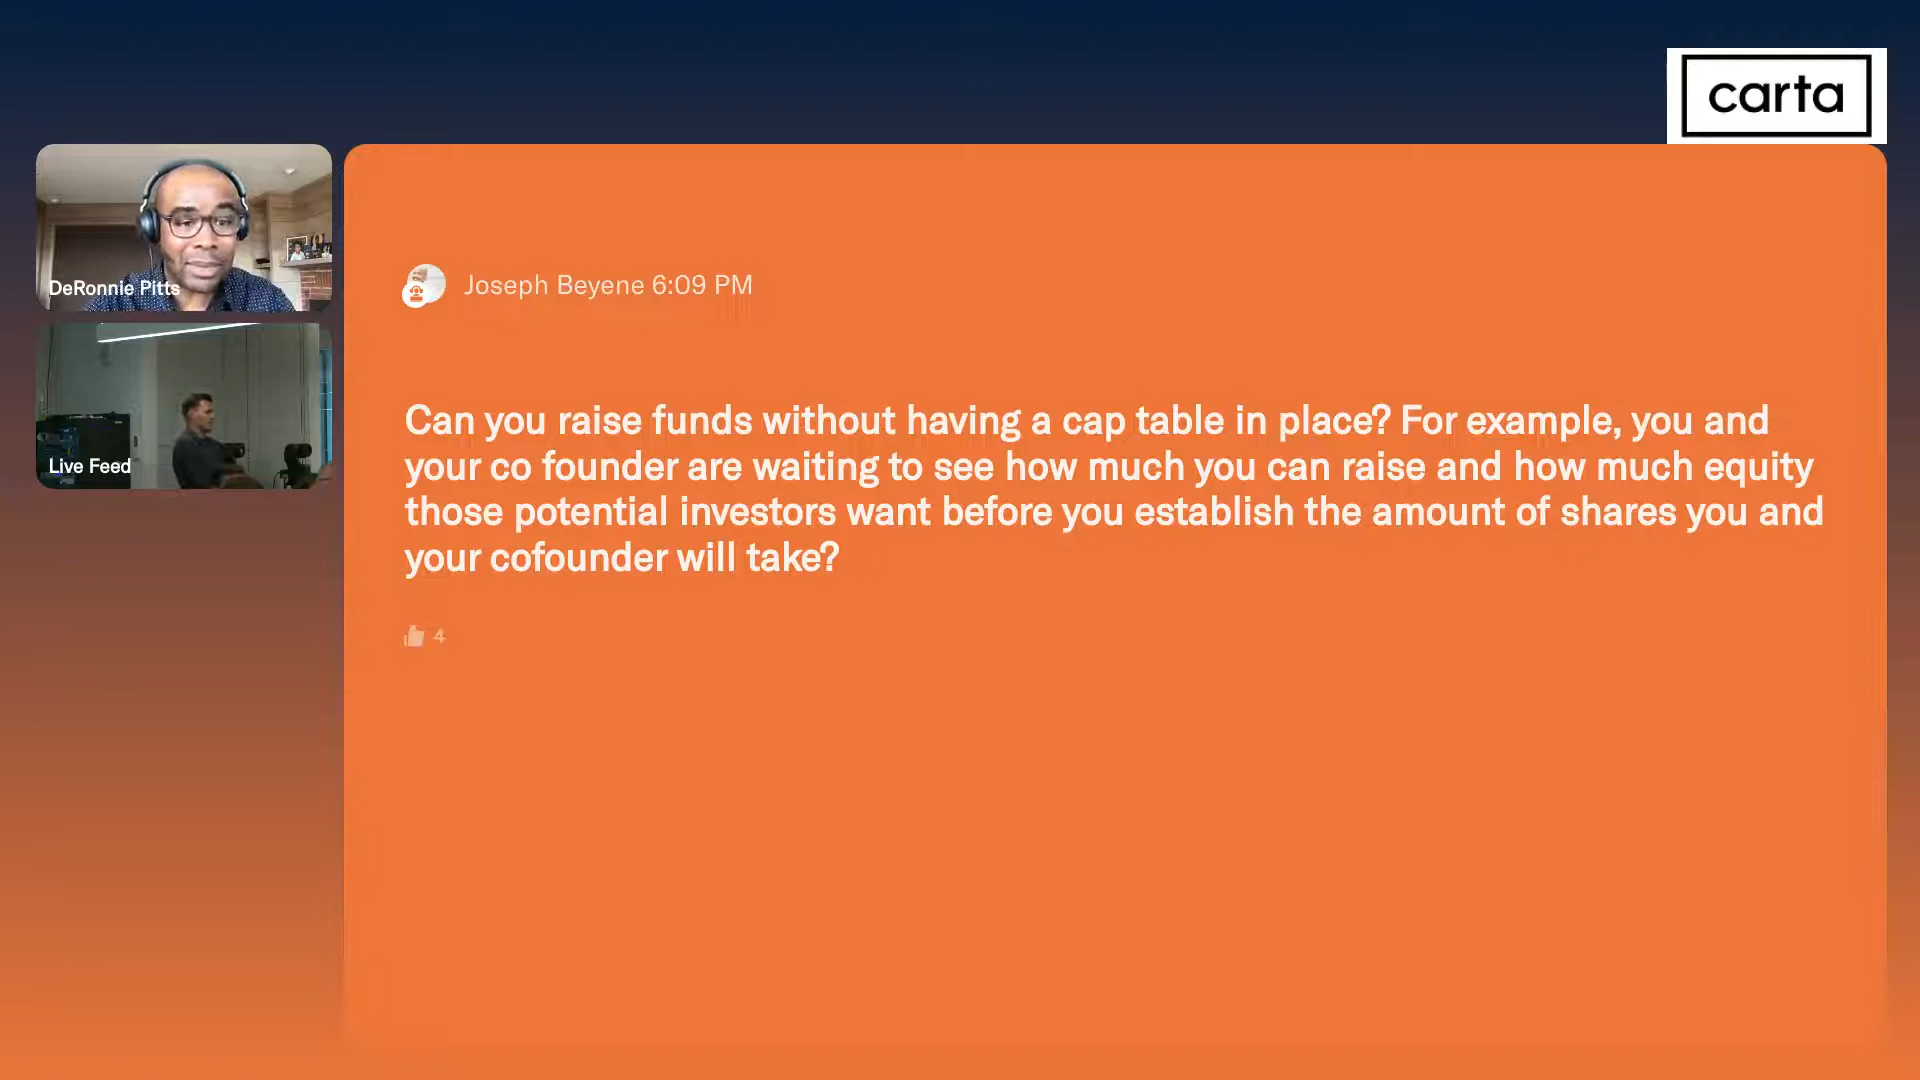 carta
DeRonnie Pitts
Live Feed
Joseph Beyene 6:09 PM
Can you raise funds without having a cap table in place? For example, you and
your co founder are waiting to see how much you can raise and how much equity
those potential investors want before you establish the amount of shares you and
your cofounder will take?
4